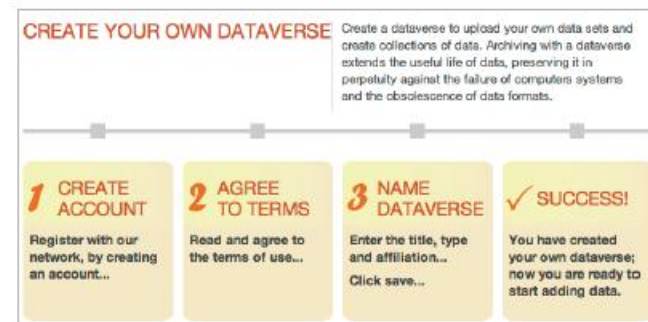 CREATE YOUR OWN DATAVERSE
Create a dataverse to upload your own data sets and
create collections of data. Archiving with a dataverse
extends the useful life of data, preserving it in
perpetuity against the failure of computers systems
and the obsolescence of data formats.
1 CREATE
ACCOUNT
Register with our
network, by creating
an account...
2 AGREE
TO TERMS
Read and agree to
the terms of use...
3 NAME
DATAVERSE
Enter the title, type
and affiliation...
Click save...
✓ SUCCESS!
You have created
your own dataverse;
now you are ready to
start adding data.